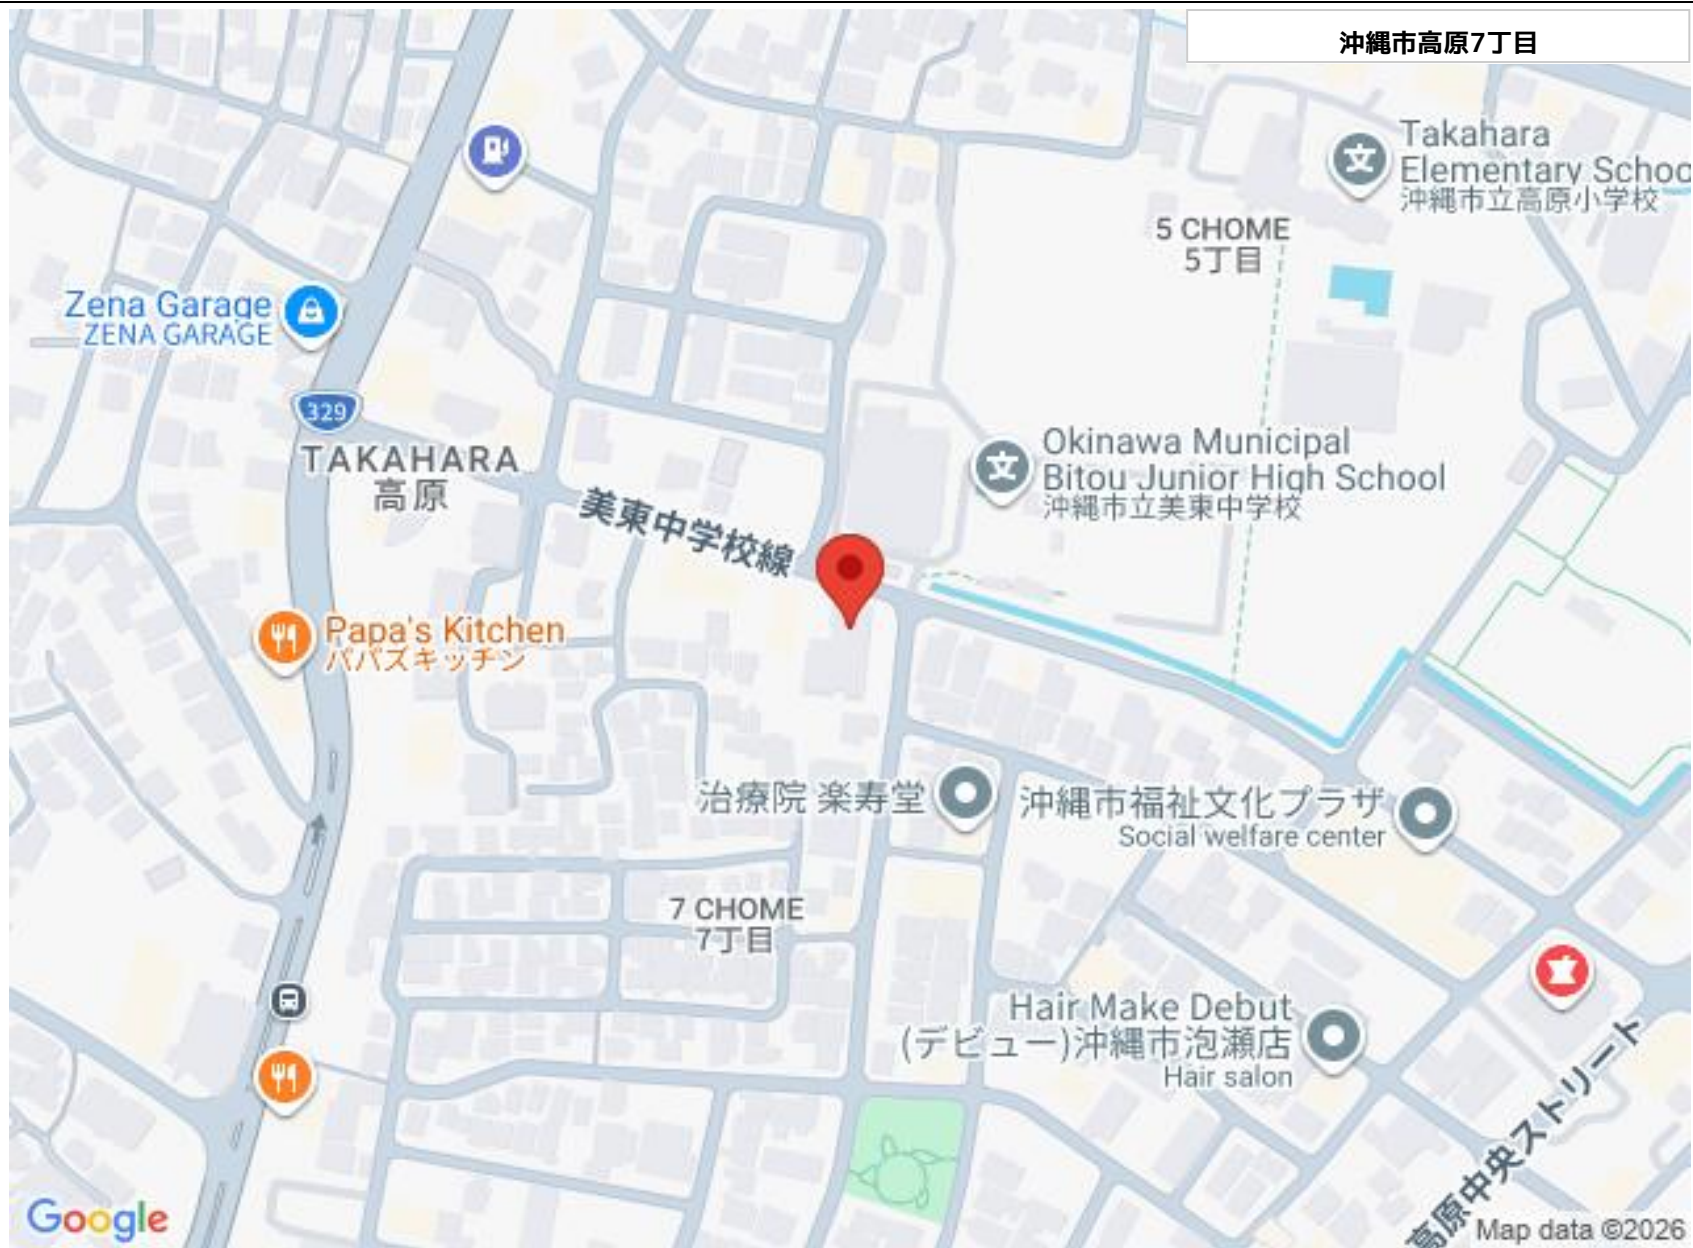 沖縄市高原7丁目
Takahara
Elementary Schoo
沖縄市立高原小学校
5 CHOME
5丁目
Zena Garage
ZENA GARAGE
329
TAKAHARA
高原
Okinawa Municipal
Bitou Junior High School
沖縄市立美東中学校
美東中学校線
Papa's Kitchen
パパズキッチン
治療院 楽寿堂
沖縄市福祉文化プラザ
Social welfare center
7 CHOME
7丁目
Hair Make Debut
(デビュー)沖縄市泡瀬店
Hair salon
高原中央ストリート
Google
Map data ©2026